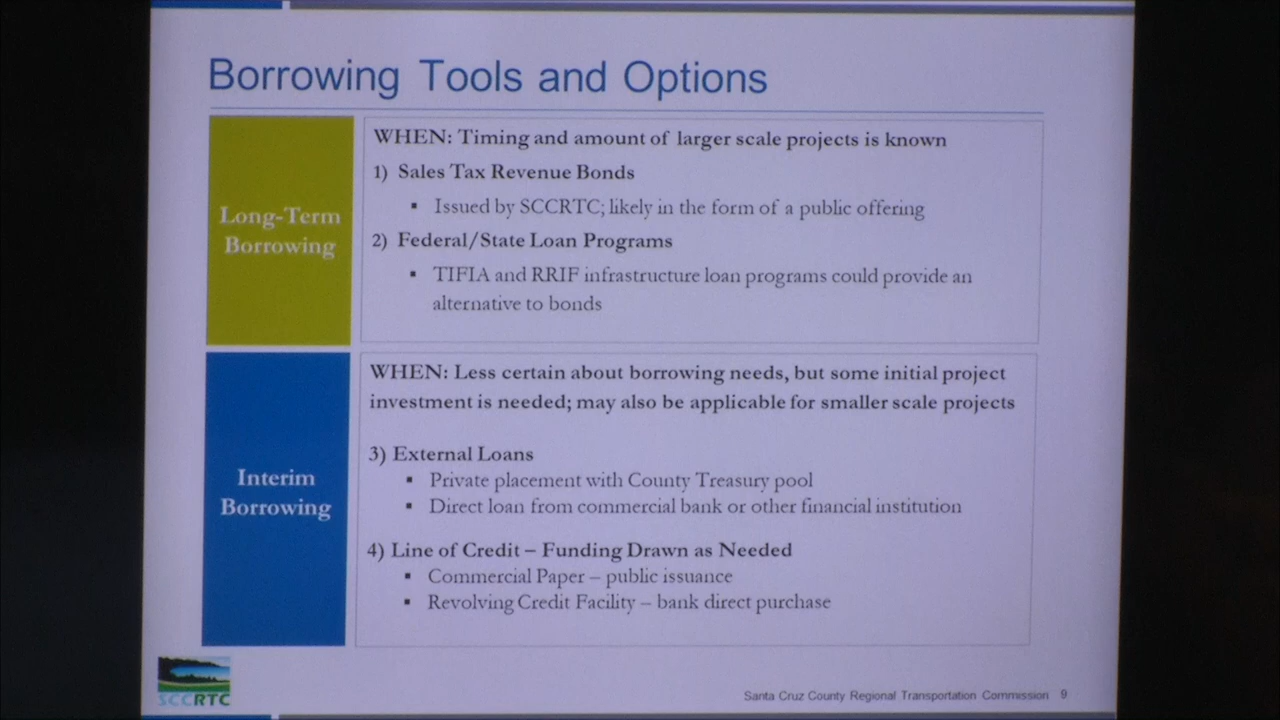 Borrowing Tools and Options
Long-Term
Borrowing
WHEN: Timing and amount of larger scale projects is known
1) Sales Tax Revenue Bonds
▪ Issued by SCCRTC; likely in the form of a public offering
2) Federal/State Loan Programs
▪ TIFIA and RRIF infrastructure loan programs could provide an
alternative to bonds
Interim
Borrowing
WHEN: Less certain about borrowing needs, but some initial project
investment is needed; may also be applicable for smaller scale projects
3) External Loans
▪ Private placement with County Treasury pool
▪ Direct loan from commercial bank or other financial institution
4) Line of Credit – Funding Drawn as Needed
▪ Commercial Paper – public issuance
▪ Revolving Credit Facility – bank direct purchase
SCCRTC
Santa Cruz County Regional Transportation Commission 9